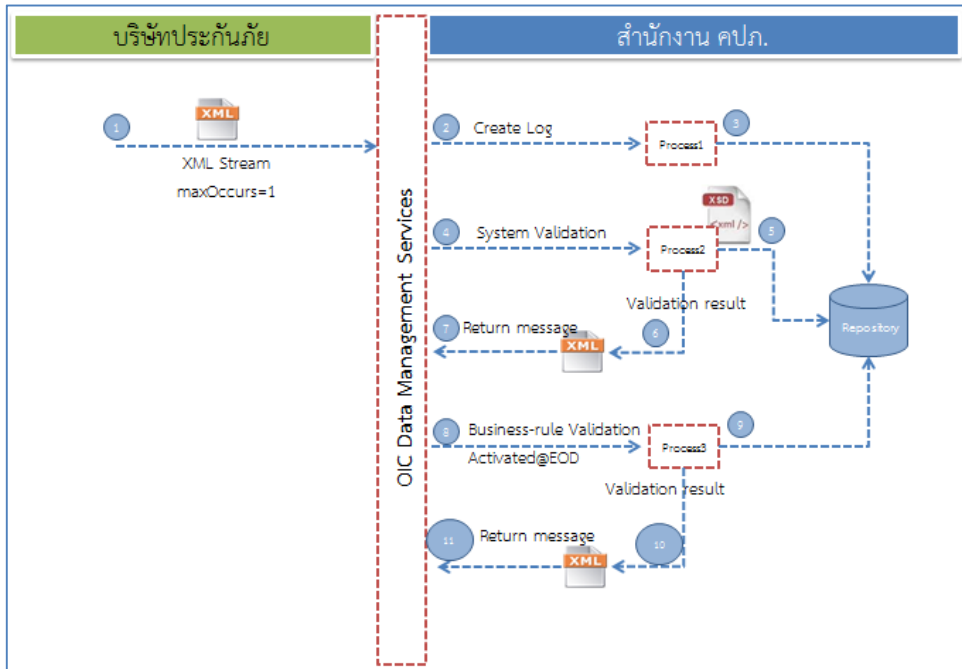 บริษัทประกันภัย
สำนักงาน คปภ.
OIC Data Management Services
1
XML
XML Stream
maxOccurs=1
2
Create Log
Process1
3
4
System Validation
XSD
<xml />
Process2
5
Validation result
Repository
7
Return message
XML
6
8
Business-rule Validation
Activated@EOD
Process3
9
Validation result
11
Return message
XML
10